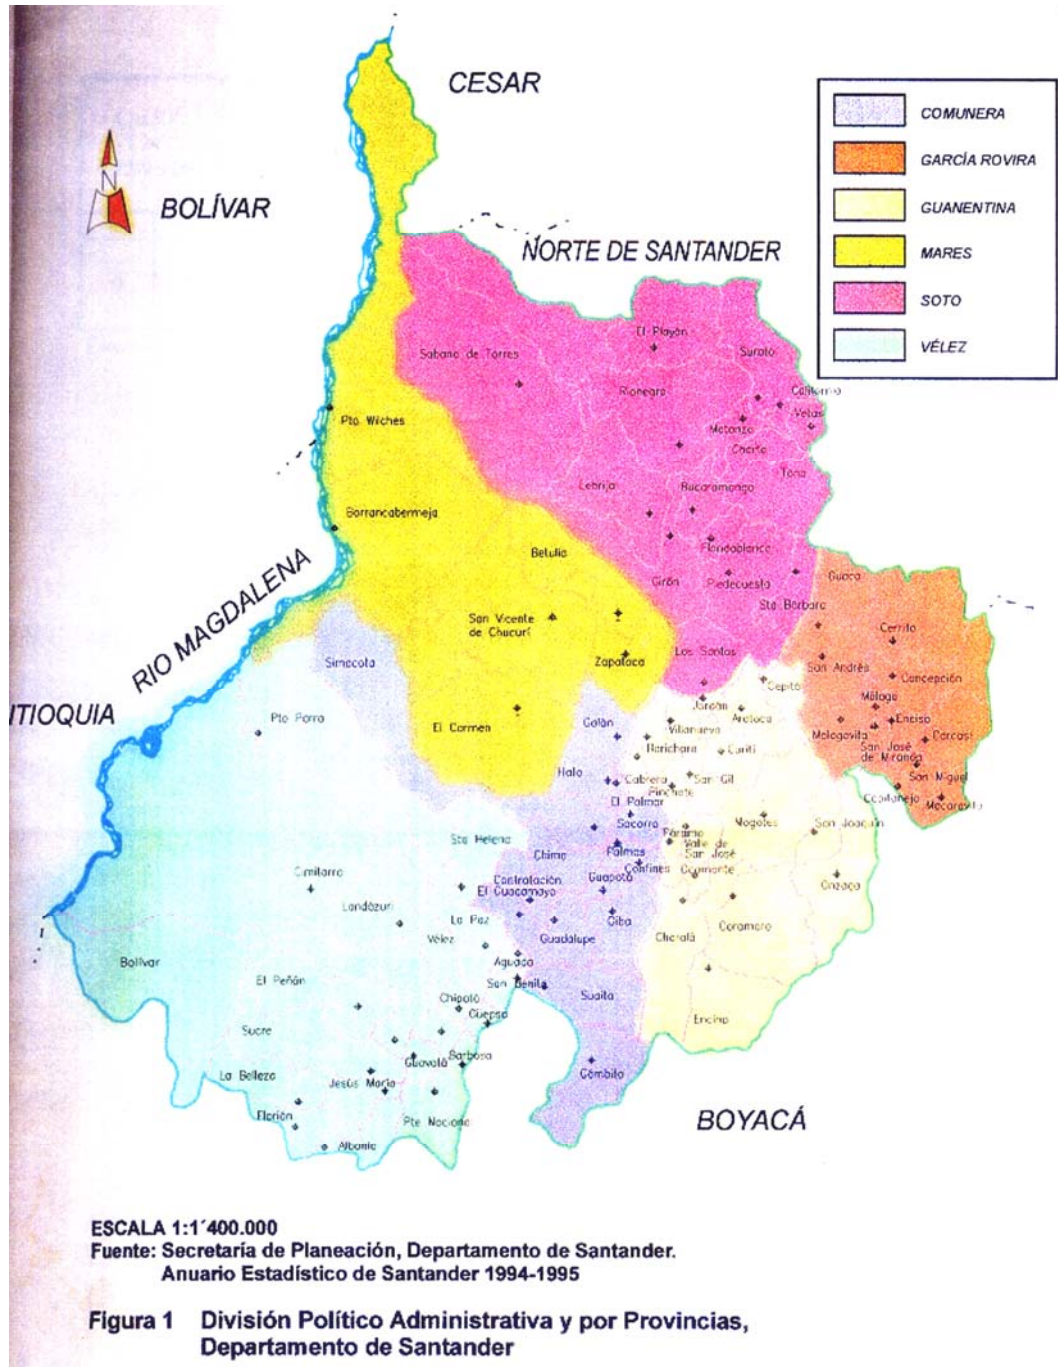 CESAR
BOLÍVAR
NORTE DE SANTANDER
COMUNERA
GARCÍA ROVIRA
GUANENTINA
MARES
SOTO
VÉLEZ
N
El Playón
Sabana de Torres
Suratá
Rionegro
California
Vetas
Pto Wilches
Matanza
Charta
Tona
Lebrija
Bucaramanga
Barrancabermeja
Betulia
Floridablanca
Girón
Piedecuesta
Guaca
Sta Bárbara
RIO MAGDALENA
San Vicente
de Chucurí
Cerrito
Simacota
Zapatoca
Los Santos
San Andrés
Cepitá
Concepción
ITIOQUIA
Málaga
Pto Parra
El Carmen
Galán
Jordán
Aratoca
Villanueva
Molagavita
Enciso
Carcasí
Barichara
Curití
San José
de Miranda
Hato
Cabrera
San Gil
San Miguel
Pinchote
Capitanejo
Macaravita
El Palmar
Socorro
Mogotes
San Joaquín
Sta Helena
Páramo
Chima
Palmas
Valle de
San José
Confines
Cimitarra
Contratación
Guapotá
Ocamonte
Onzaga
El Guacamayo
Landázuri
La Paz
Oiba
Coromoro
Vélez
Guadalupe
Charalá
Bolívar
Aguada
El Peñón
San Benito
Suaita
Chipatá
Güepsa
Encino
Sucre
Guavatá
Barbosa
La Belleza
Jesús María
Gámbita
Florián
Pte Nacional
BOYACÁ
Albania
ESCALA 1:1´400.000
Fuente: Secretaría de Planeación, Departamento de Santander.
Anuario Estadístico de Santander 1994-1995
Figura 1 División Político Administrativa y por Provincias,
Departamento de Santander